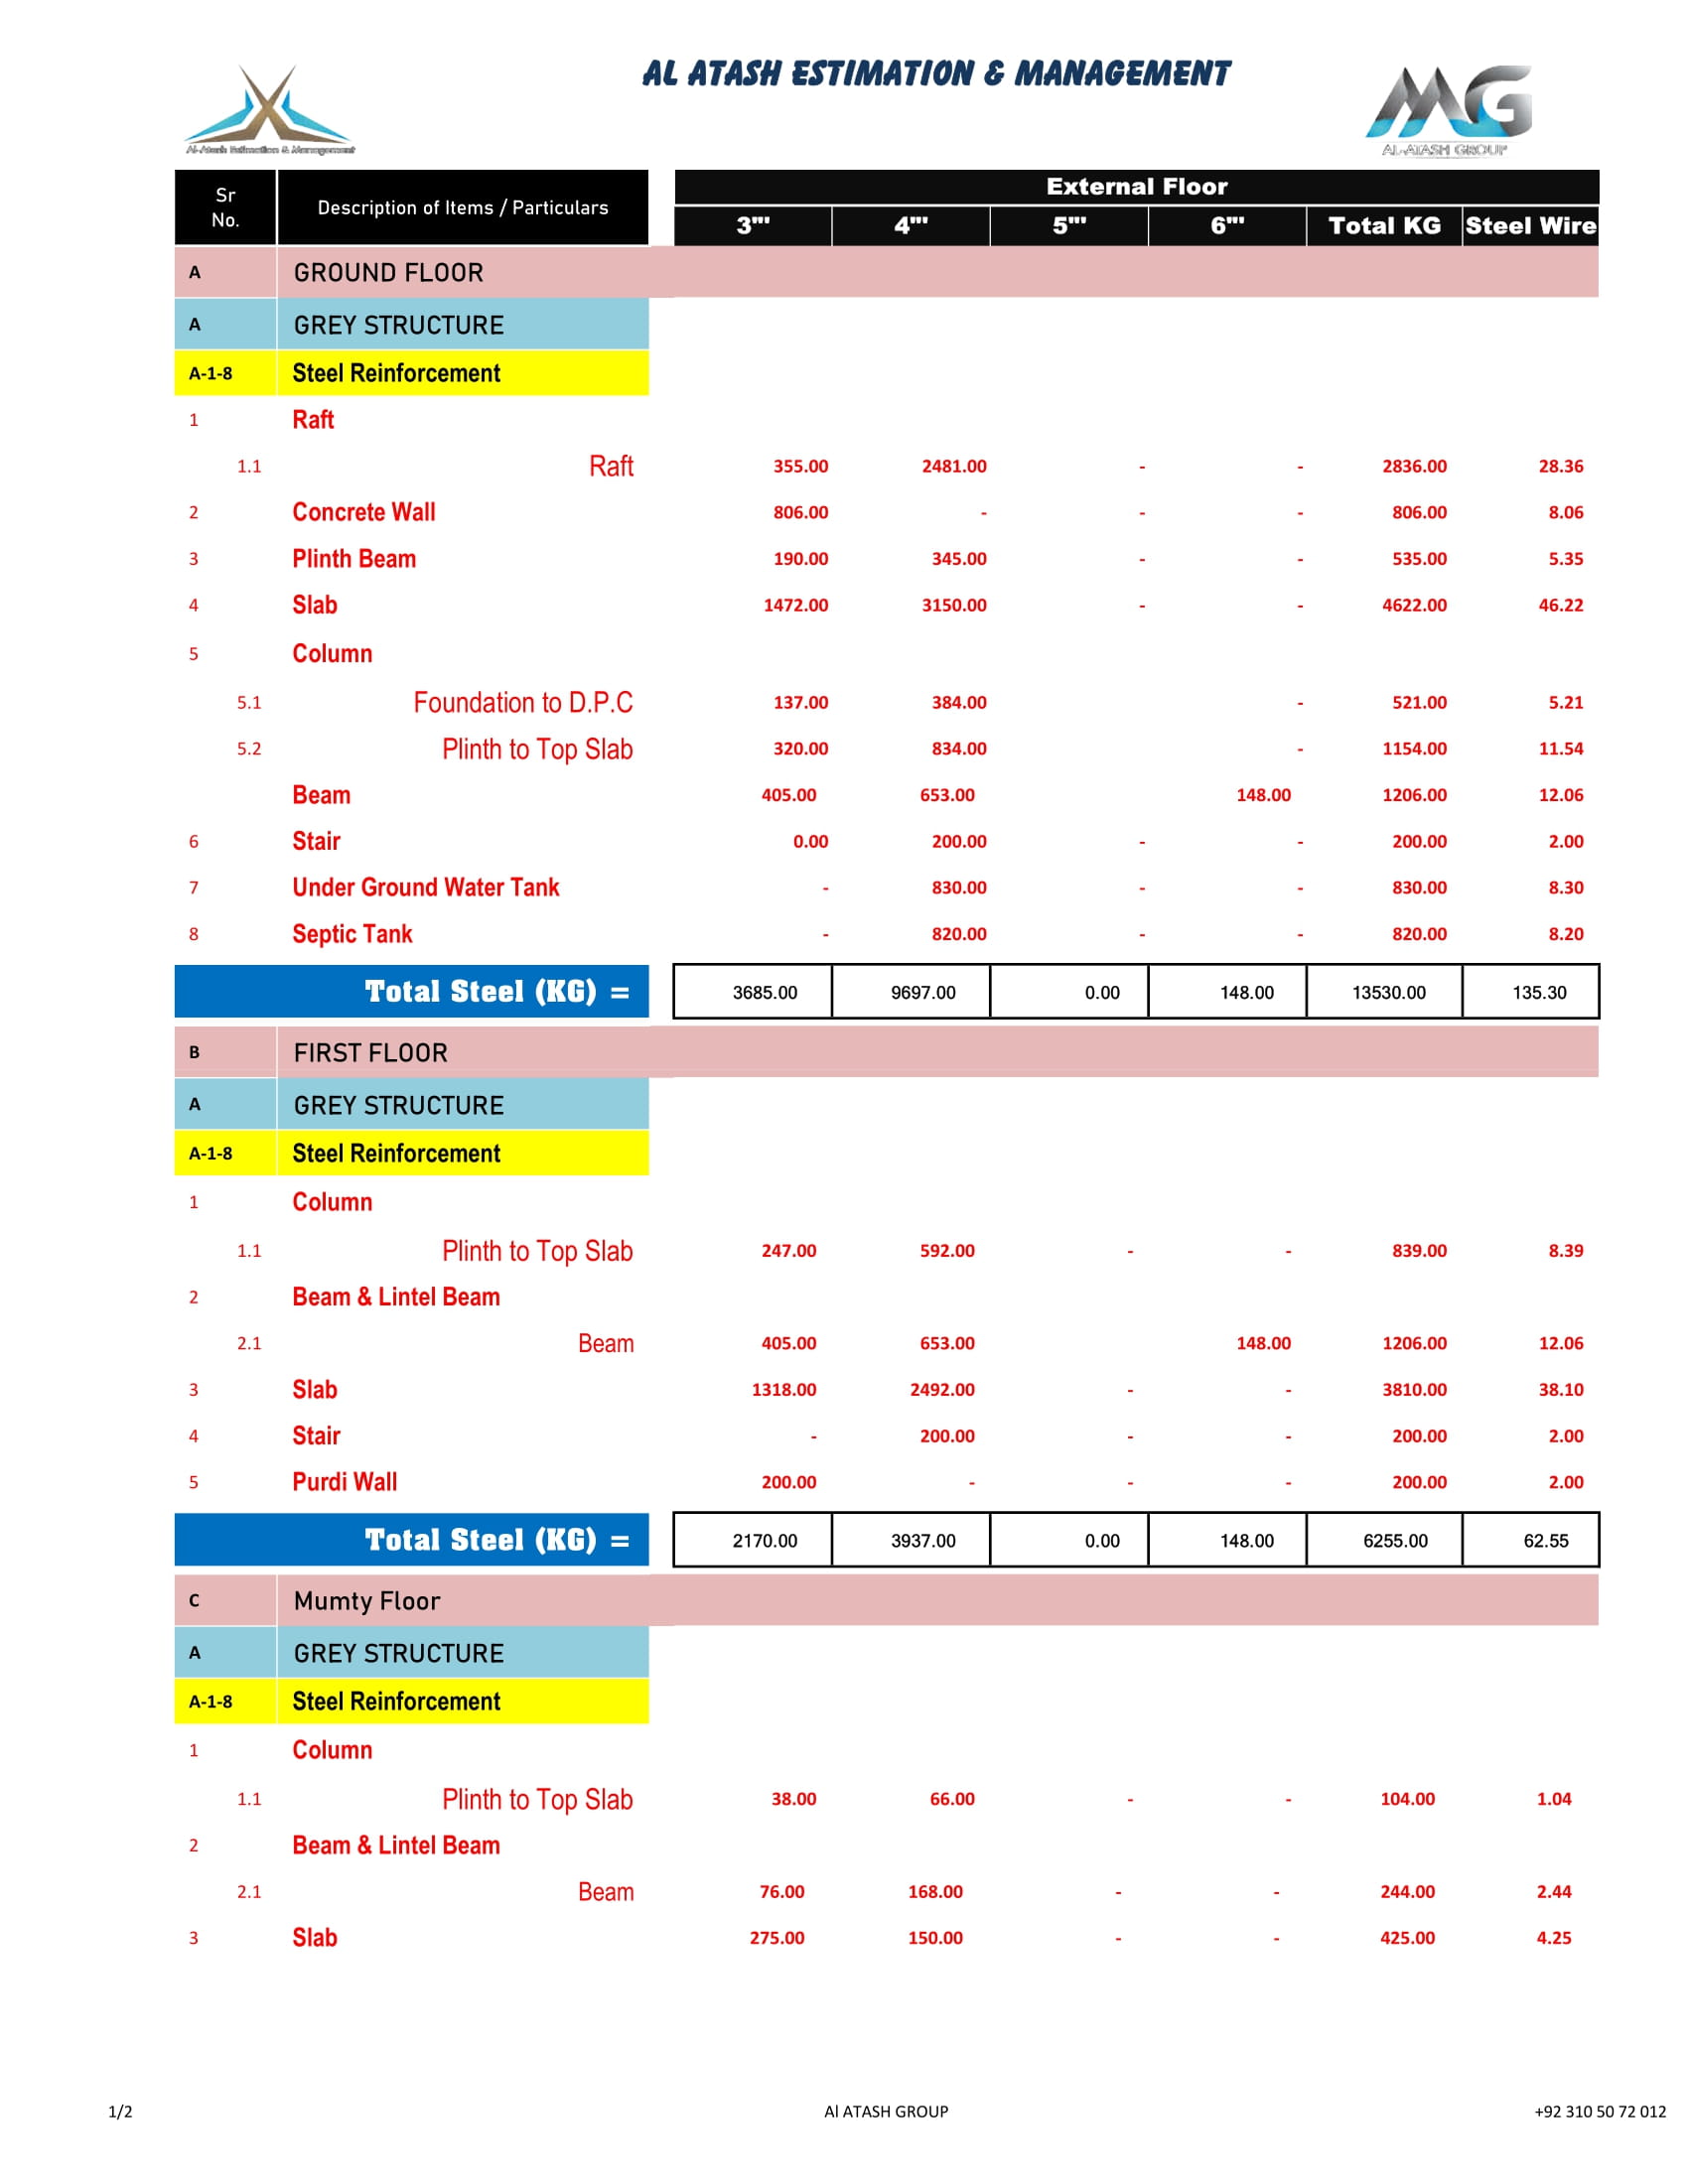 AL ATASH ESTIMATION & MANAGEMENT
Al-Atash Estimation & Management
MG
AL-ATASH GROUP
Sr No. Description of Items / Particulars External Floor
3''' 4''' 5''' 6''' Total KG Steel Wire
A GROUND FLOOR
A GREY STRUCTURE
A-1-8 Steel Reinforcement
1 Raft
1.1 Raft 355.00 2481.00 - - 2836.00 28.36
2 Concrete Wall 806.00 - - - 806.00 8.06
3 Plinth Beam 190.00 345.00 - - 535.00 5.35
4 Slab 1472.00 3150.00 - - 4622.00 46.22
5 Column
5.1 Foundation to D.P.C 137.00 384.00 - 521.00 5.21
5.2 Plinth to Top Slab 320.00 834.00 - 1154.00 11.54
Beam 405.00 653.00 148.00 1206.00 12.06
6 Stair 0.00 200.00 - - 200.00 2.00
7 Under Ground Water Tank - 830.00 - - 830.00 8.30
8 Septic Tank - 820.00 - - 820.00 8.20
Total Steel (KG) = 3685.00 9697.00 0.00 148.00 13530.00 135.30
B FIRST FLOOR
A GREY STRUCTURE
A-1-8 Steel Reinforcement
1 Column
1.1 Plinth to Top Slab 247.00 592.00 - - 839.00 8.39
2 Beam & Lintel Beam
2.1 Beam 405.00 653.00 148.00 1206.00 12.06
3 Slab 1318.00 2492.00 - - 3810.00 38.10
4 Stair - 200.00 - - 200.00 2.00
5 Purdi Wall 200.00 - - - 200.00 2.00
Total Steel (KG) = 2170.00 3937.00 0.00 148.00 6255.00 62.55
C Mumty Floor
A GREY STRUCTURE
A-1-8 Steel Reinforcement
1 Column
1.1 Plinth to Top Slab 38.00 66.00 - - 104.00 1.04
2 Beam & Lintel Beam
2.1 Beam 76.00 168.00 - - 244.00 2.44
3 Slab 275.00 150.00 - - 425.00 4.25
1/2 Al ATASH GROUP +92 310 50 72 012